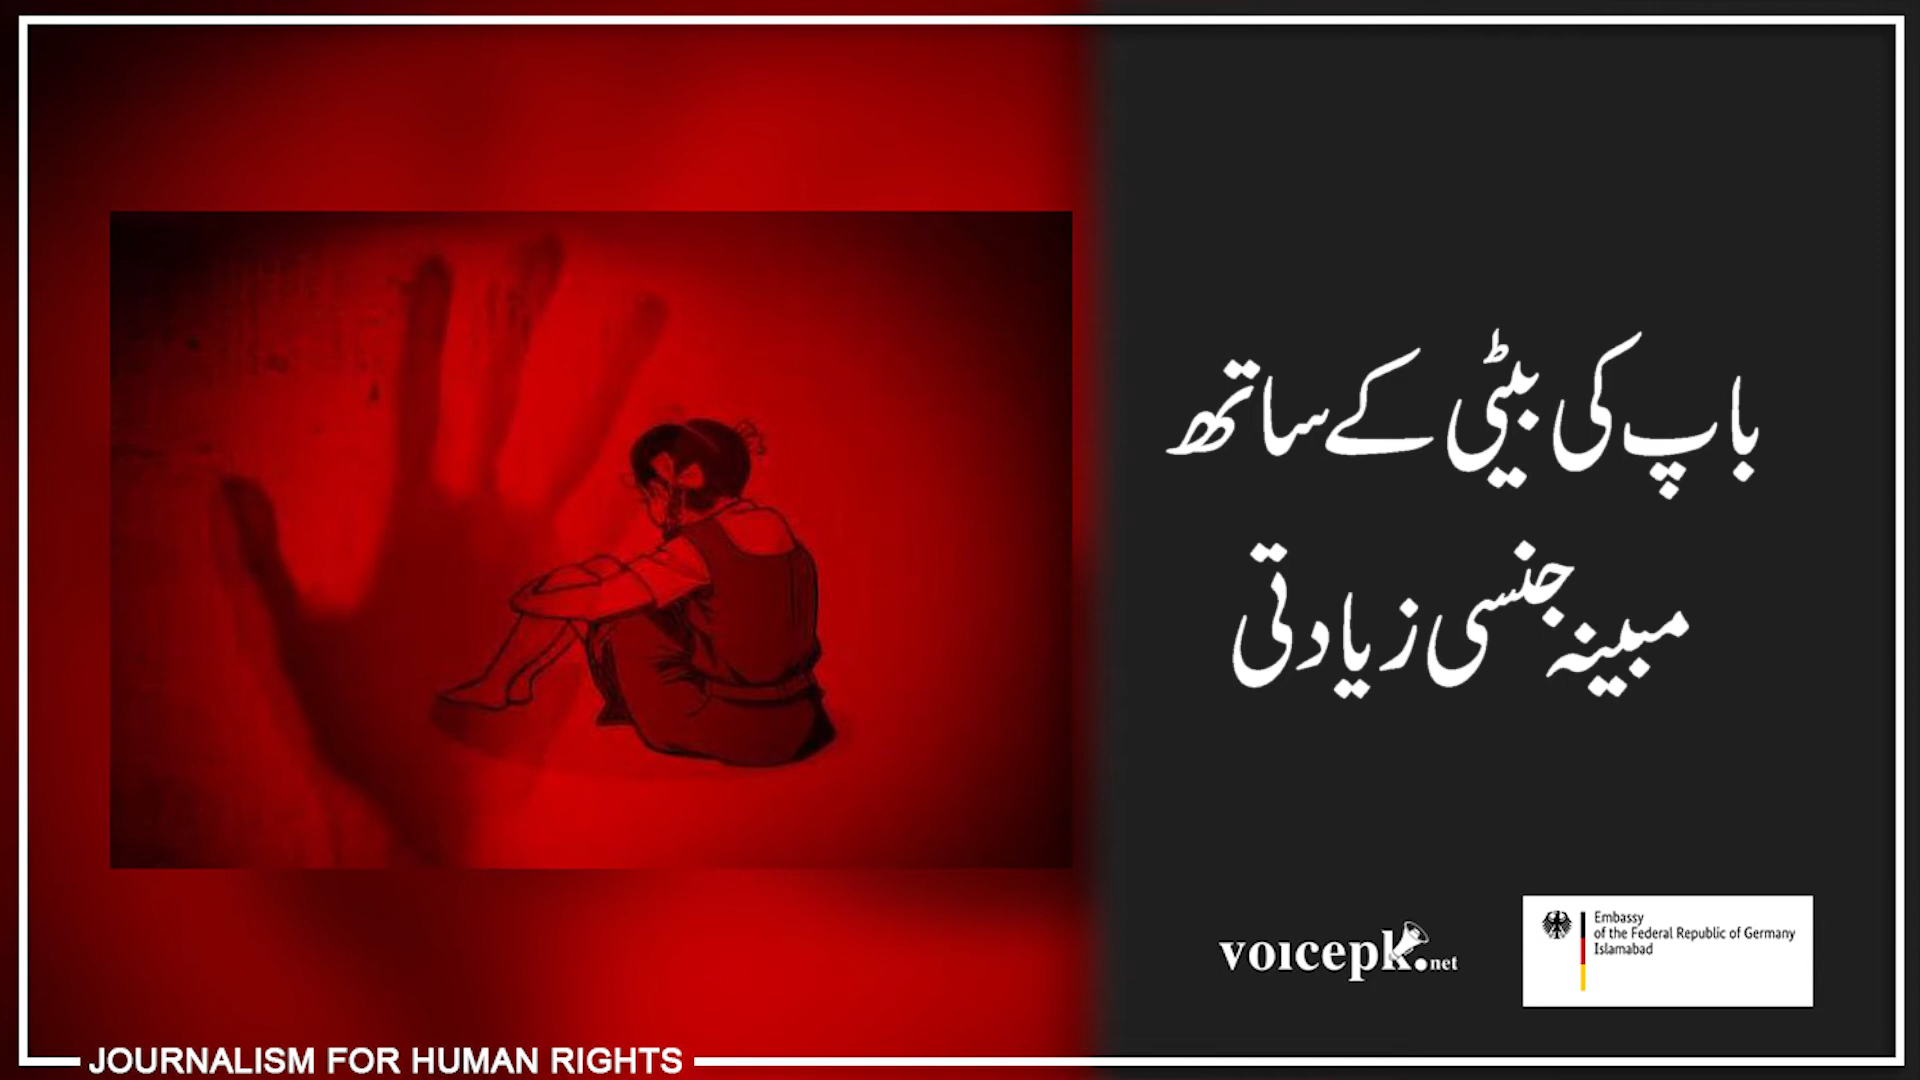 باپ کی بیٹی کے ساتھ
مبینہ جنسی زیادتی
voicepk.net
Embassy
of the Federal Republic of Germany
Islamabad
JOURNALISM FOR HUMAN RIGHTS